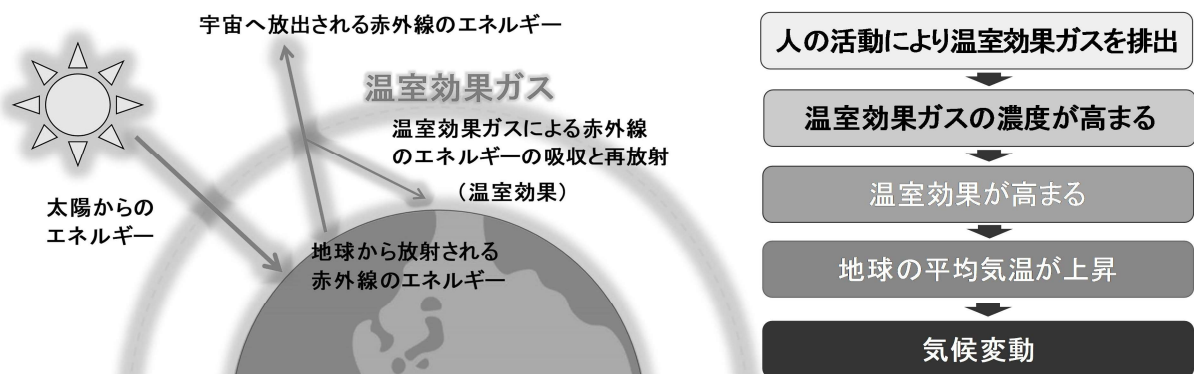 宇宙へ放出される赤外線のエネルギー
温室効果ガス
温室効果ガスによる赤外線
のエネルギーの吸収と再放射
（温室効果）
太陽からの
エネルギー
地球から放射される
赤外線のエネルギー
人の活動により温室効果ガスを排出
温室効果ガスの濃度が高まる
温室効果が高まる
地球の平均気温が上昇
気候変動